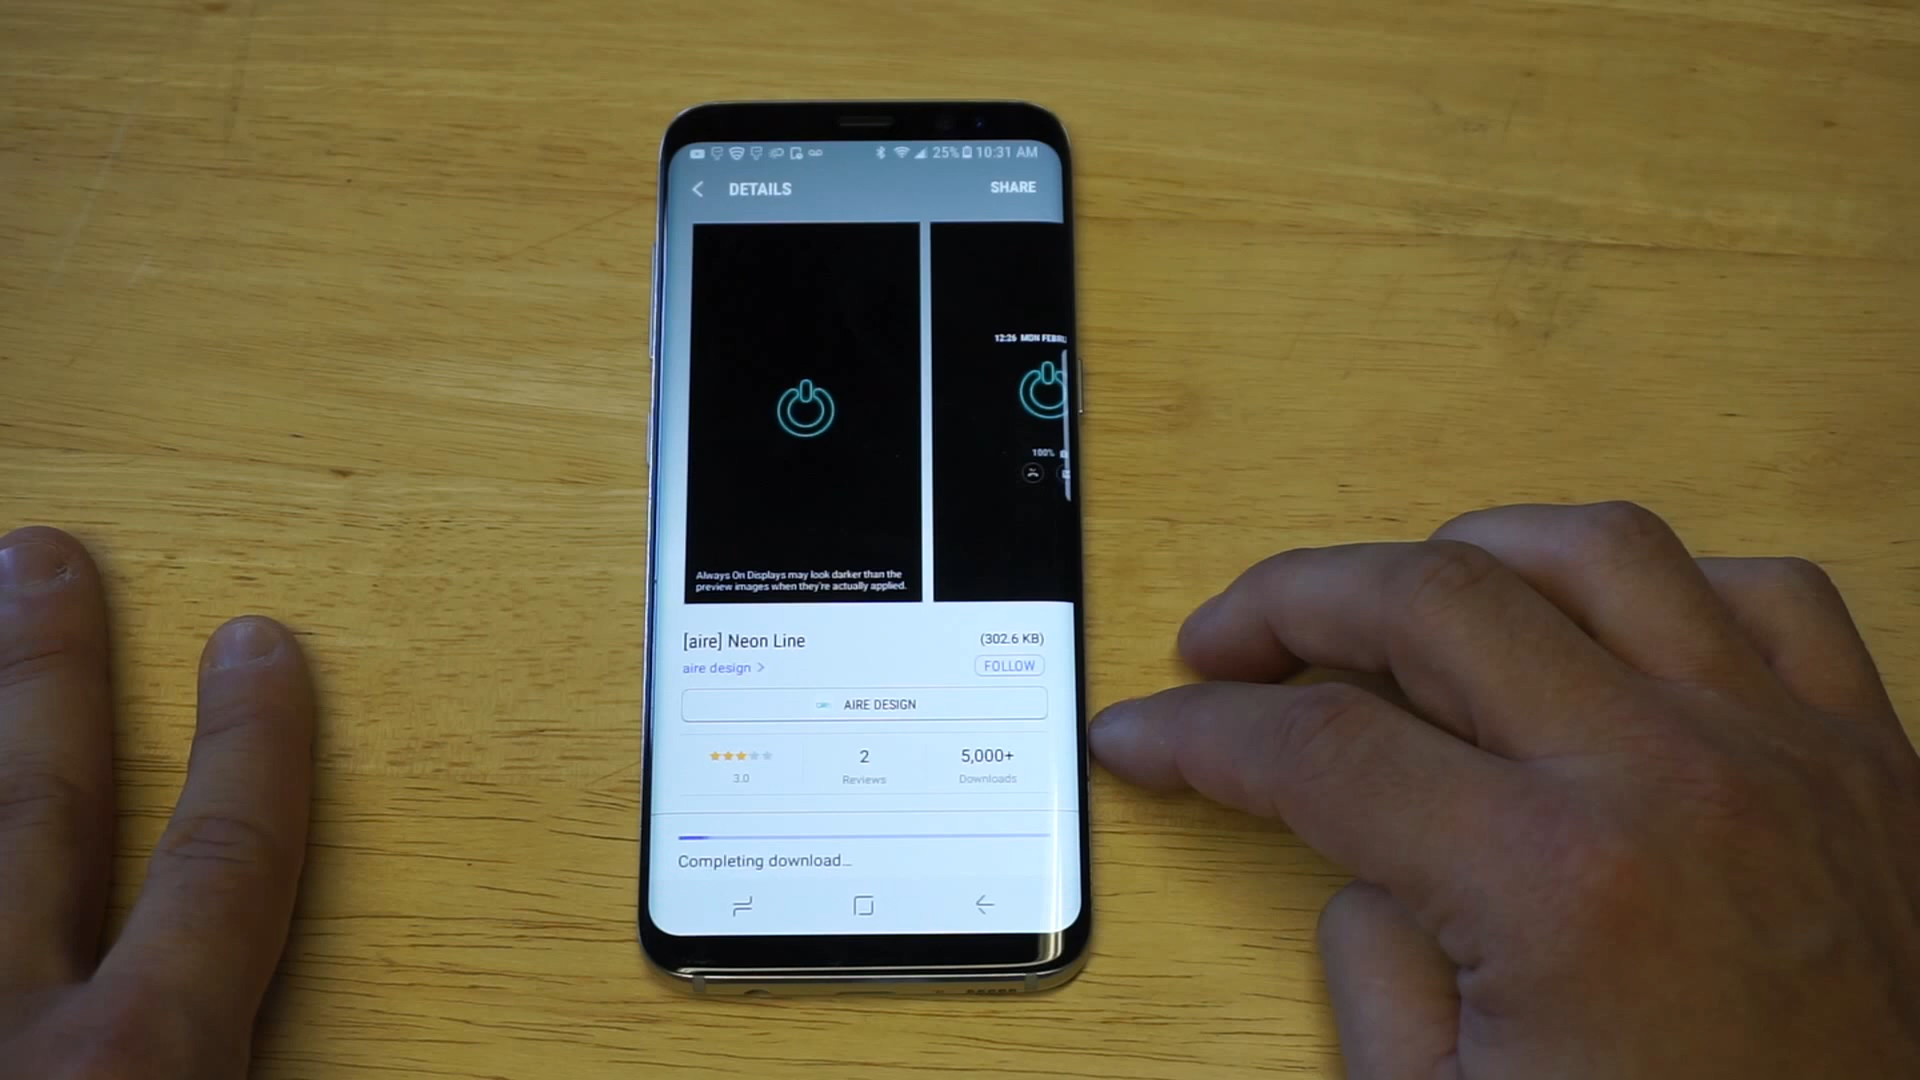 25% 10:31 AM
DETAILS
SHARE
12:26 MON
100%
Always On Displays may look darker than the
preview images when they're actually applied.
[aire] Neon Line
(302.6 KB)
aire design >
FOLLOW
AIRE DESIGN
3.0
2
Reviews
5,000+
Downloads
Completing download...